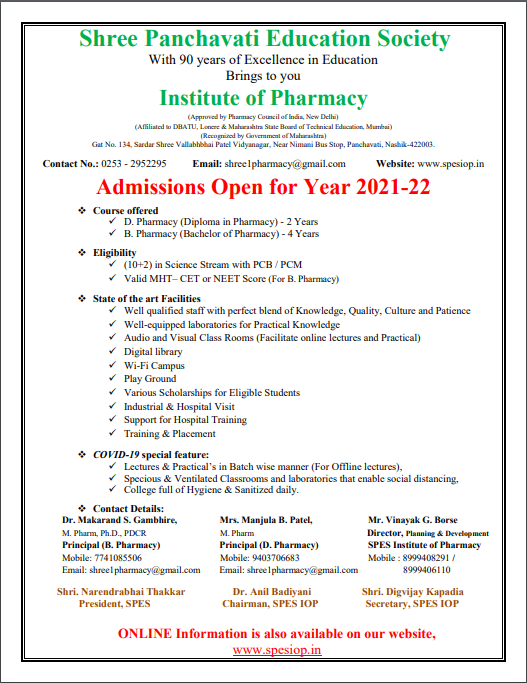 Shree Panchavati Education Society
With 90 years of Excellence in Education
Brings to you
Institute of Pharmacy
(Approved by Pharmacy Council of India, New Delhi)
(Affiliated to DBATU, Lonere & Maharashtra State Board of Technical Education, Mumbai)
(Recognized by Government of Maharashtra)
Gat No. 134, Sardar Shree Vallabhbhai Patel Vidyanagar, Near Nimani Bus Stop, Panchavati, Nashik-422003.
Contact No.: 0253 - 2952295 Email: shree1pharmacy@gmail.com Website: www.spesiop.in
Admissions Open for Year 2021-22
❖ Course offered
✓ D. Pharmacy (Diploma in Pharmacy) - 2 Years
✓ B. Pharmacy (Bachelor of Pharmacy) - 4 Years
❖ Eligibility
✓ (10+2) in Science Stream with PCB / PCM
✓ Valid MHT– CET or NEET Score (For B. Pharmacy)
❖ State of the art Facilities
✓ Well qualified staff with perfect blend of Knowledge, Quality, Culture and Patience
✓ Well-equipped laboratories for Practical Knowledge
✓ Audio and Visual Class Rooms (Facilitate online lectures and Practical)
✓ Digital library
✓ Wi-Fi Campus
✓ Play Ground
✓ Various Scholarships for Eligible Students
✓ Industrial & Hospital Visit
✓ Support for Hospital Training
✓ Training & Placement
❖ COVID-19 special feature:
✓ Lectures & Practical's in Batch wise manner (For Offline lectures),
✓ Specious & Ventilated Classrooms and laboratories that enable social distancing,
✓ College full of Hygiene & Sanitized daily.
❖ Contact Details:
Dr. Makarand S. Gambhire, Mrs. Manjula B. Patel, Mr. Vinayak G. Borse
M. Pharm, Ph.D., PDCR M. Pharm Director, Planning & Development
Principal (B. Pharmacy) Principal (D. Pharmacy) SPES Institute of Pharmacy
Mobile: 7741085506 Mobile: 9403706683 Mobile : 8999408291 /
Email: shree1pharmacy@gmail.com Email: shree1pharmacy@gmail.com 8999406110
Shri. Narendrabhai Thakkar Dr. Anil Badiyani Shri. Digvijay Kapadia
President, SPES Chairman, SPES IOP Secretary, SPES IOP
ONLINE Information is also available on our website,
www.spesiop.in